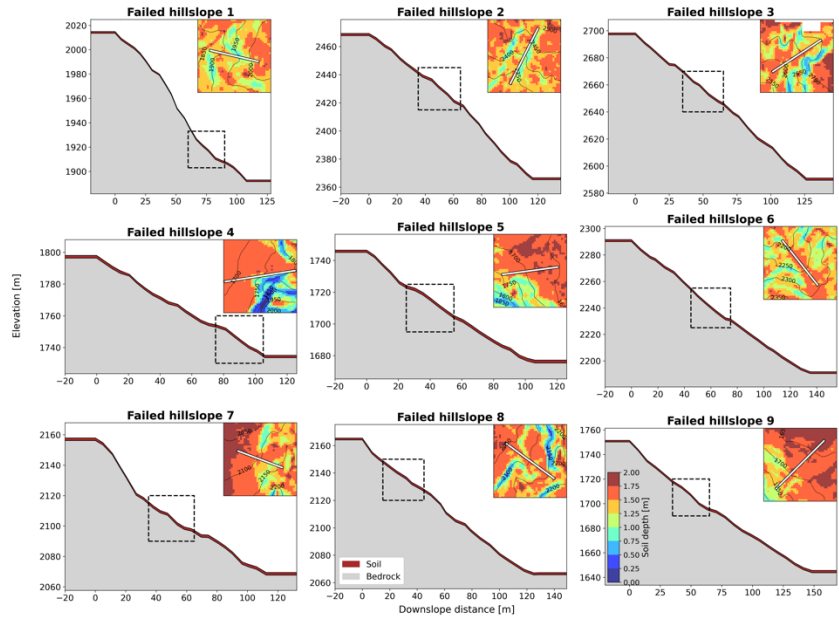 Failed hillslope 1
2020
2000
1980
1960
1940
1920
1900
0 25 50 75 100 125
Failed hillslope 2
2460
2440
2420
2400
2380
2360
−20 0 20 40 60 80 100 120
Failed hillslope 3
2700
2680
2660
2640
2620
2600
2580
0 25 50 75 100 125
Failed hillslope 4
1800
1780
1760
1740
−20 0 20 40 60 80 100 120
Failed hillslope 5
1740
1720
1700
1680
−20 0 20 40 60 80 100 120
Failed hillslope 6
2300
2280
2260
2240
2220
2200
−20 0 20 40 60 80 100 120 140
Elevation [m]
Failed hillslope 7
2160
2140
2120
2100
2080
2060
−20 0 20 40 60 80 100 120
Failed hillslope 8
2160
2140
2120
2100
2080
2060
Soil
Bedrock
−20 0 20 40 60 80 100 120 140
Failed hillslope 9
1760
1740
1720
1700
1680
1660
1640
2.00
1.75
1.50
1.25
1.00
0.75
0.50
0.25
0.00
Soil depth [m]
0 50 100 150
Downslope distance [m]